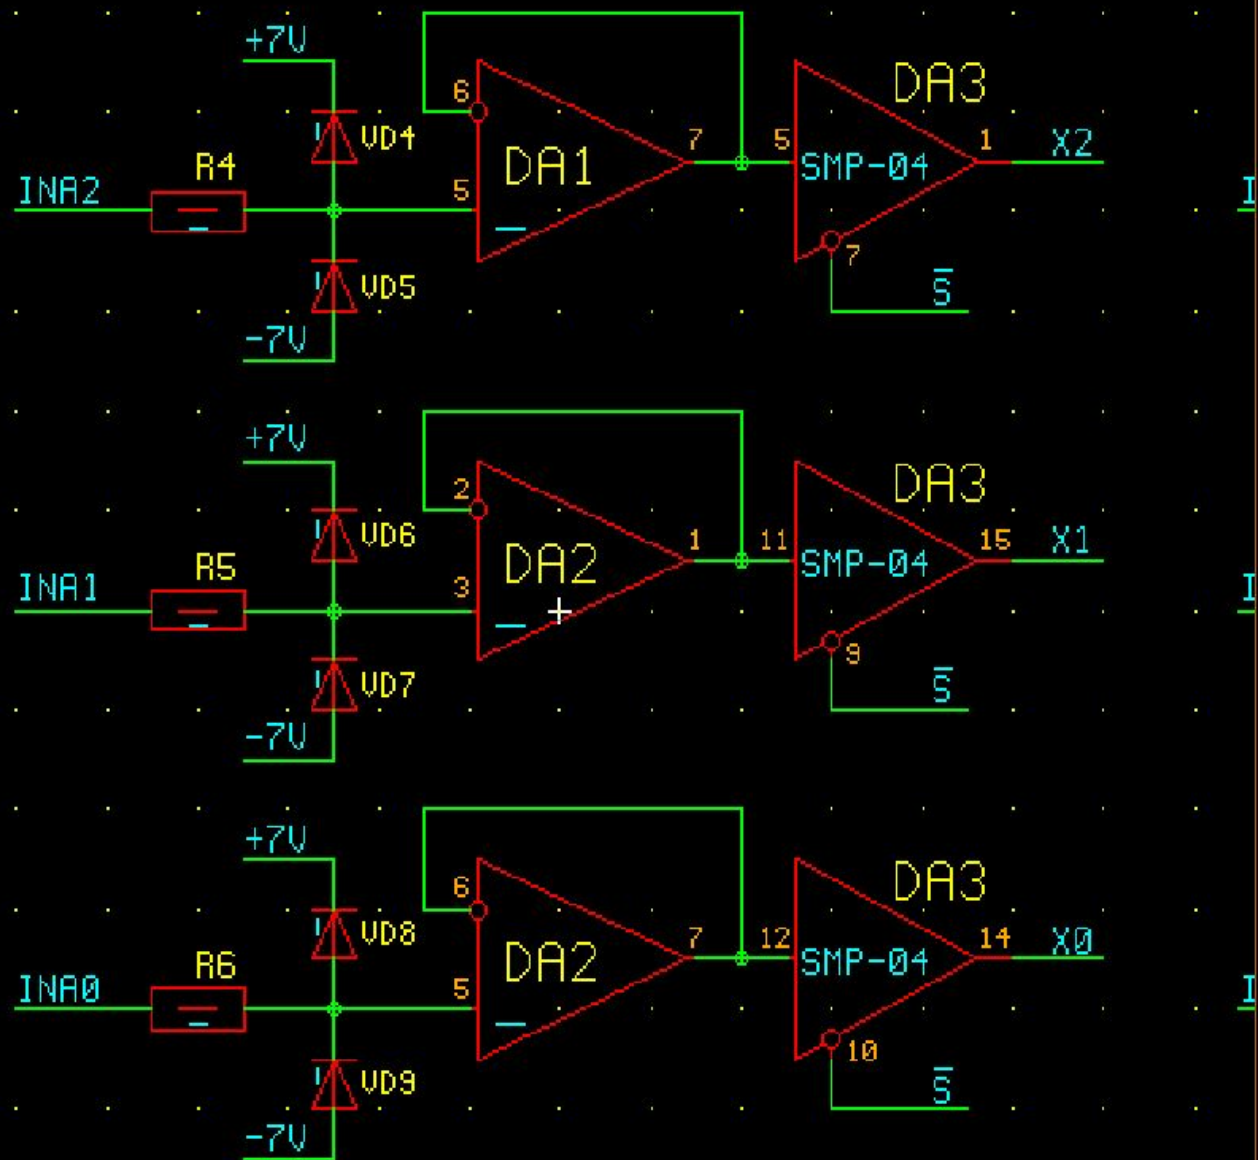 +7V
VD4
6
DA1
7
5
DA3
SMP-04
1
X2
R4
INA2
5
7
S̅
VD5
-7V
I
+7V
VD6
2
DA2
1
11
DA3
SMP-04
15
X1
R5
INA1
3
9
S̅
VD7
-7V
I
+7V
VD8
6
DA2
7
12
DA3
SMP-04
14
X0
R6
INA0
5
10
S̅
VD9
-7V
I